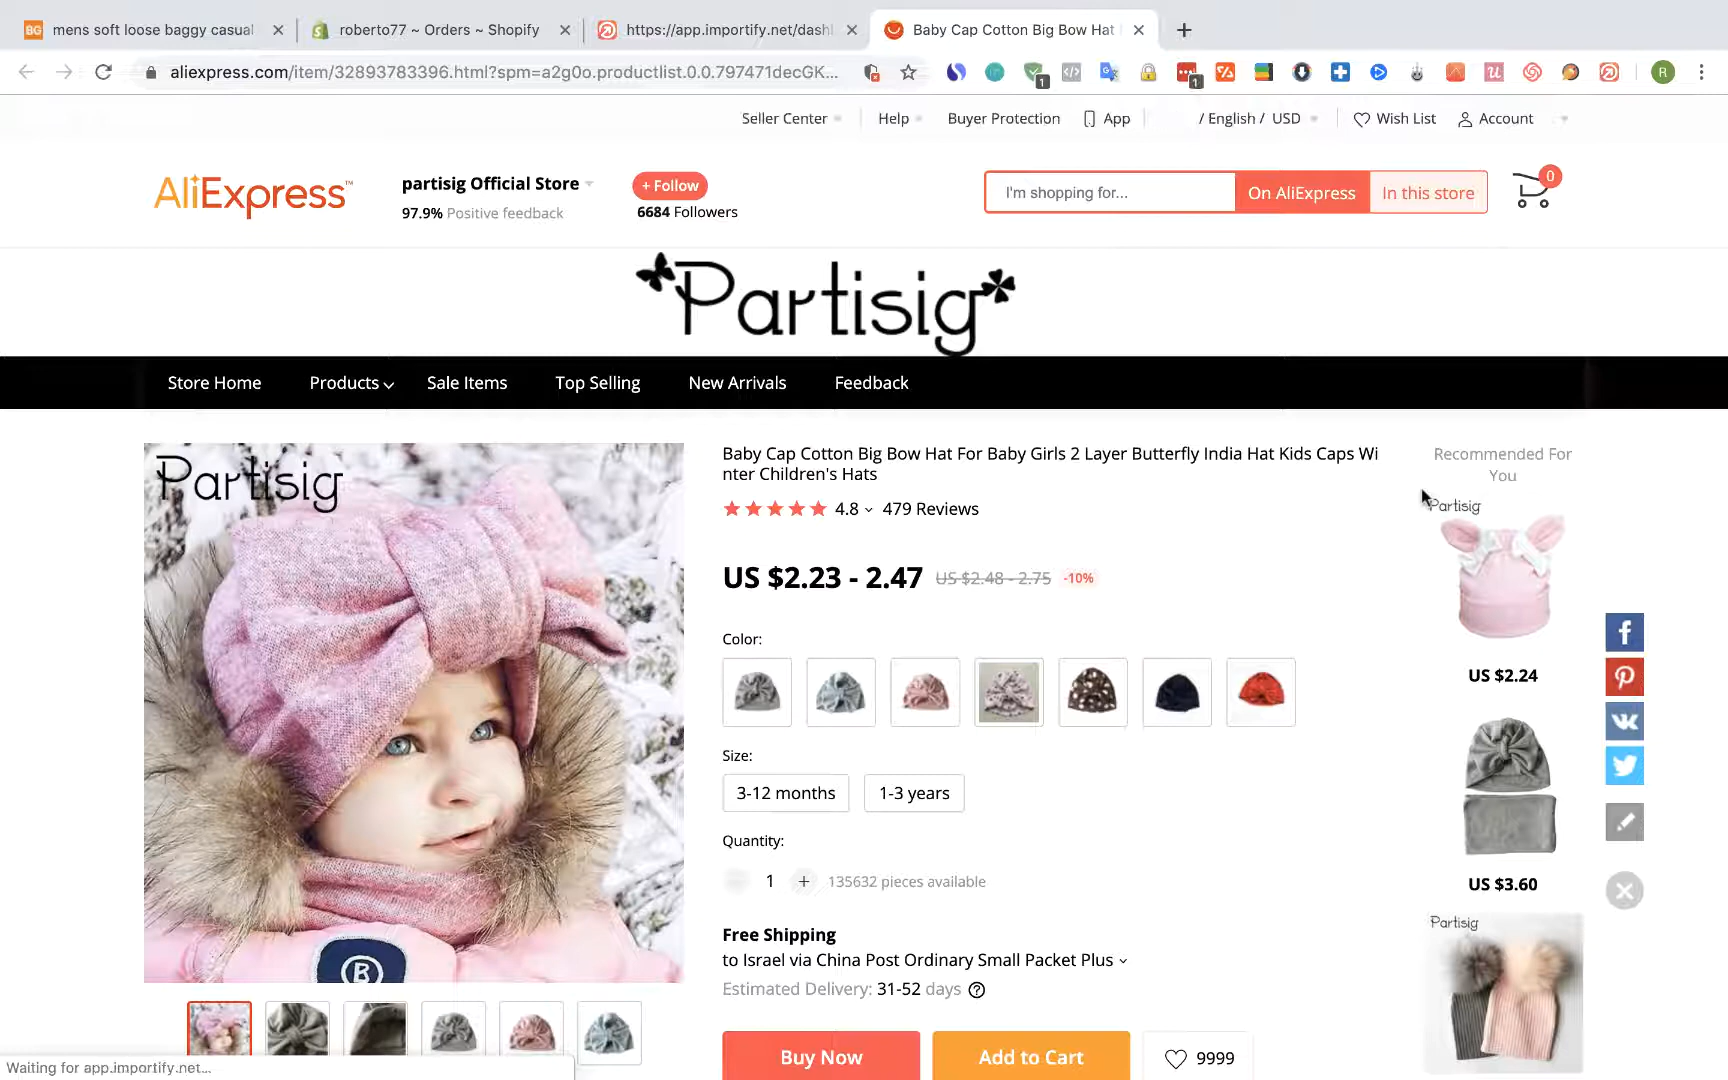 mens soft loose baggy casual
roberto77 ~ Orders ~ Shopify
https://app.importify.net/dashl
Baby Cap Cotton Big Bow Hat
aliexpress.com/item/32893783396.html?spm=a2g0o.productlist.0.0.797471decGK...
1
1
R
Seller Center
Help
Buyer Protection
App
/ English / USD
Wish List
Account
AliExpress™
partisig Official Store
97.9% Positive feedback
+ Follow
6684 Followers
I'm shopping for...
On AliExpress
In this store
0
Partisig
Store Home
Products
Sale Items
Top Selling
New Arrivals
Feedback
Partisig
B
Baby Cap Cotton Big Bow Hat For Baby Girls 2 Layer Butterfly India Hat Kids Caps Wi
nter Children's Hats
4.8
479 Reviews
US $2.23 - 2.47 US $2.48 - 2.75 -10%
Color:
Size:
3-12 months
1-3 years
Quantity:
1
+
135632 pieces available
Free Shipping
to Israel via China Post Ordinary Small Packet Plus
Estimated Delivery: 31-52 days
Buy Now
Add to Cart
9999
Recommended For
You
Partisig
US $2.24
US $3.60
Partisig
Waiting for app.importify.net...